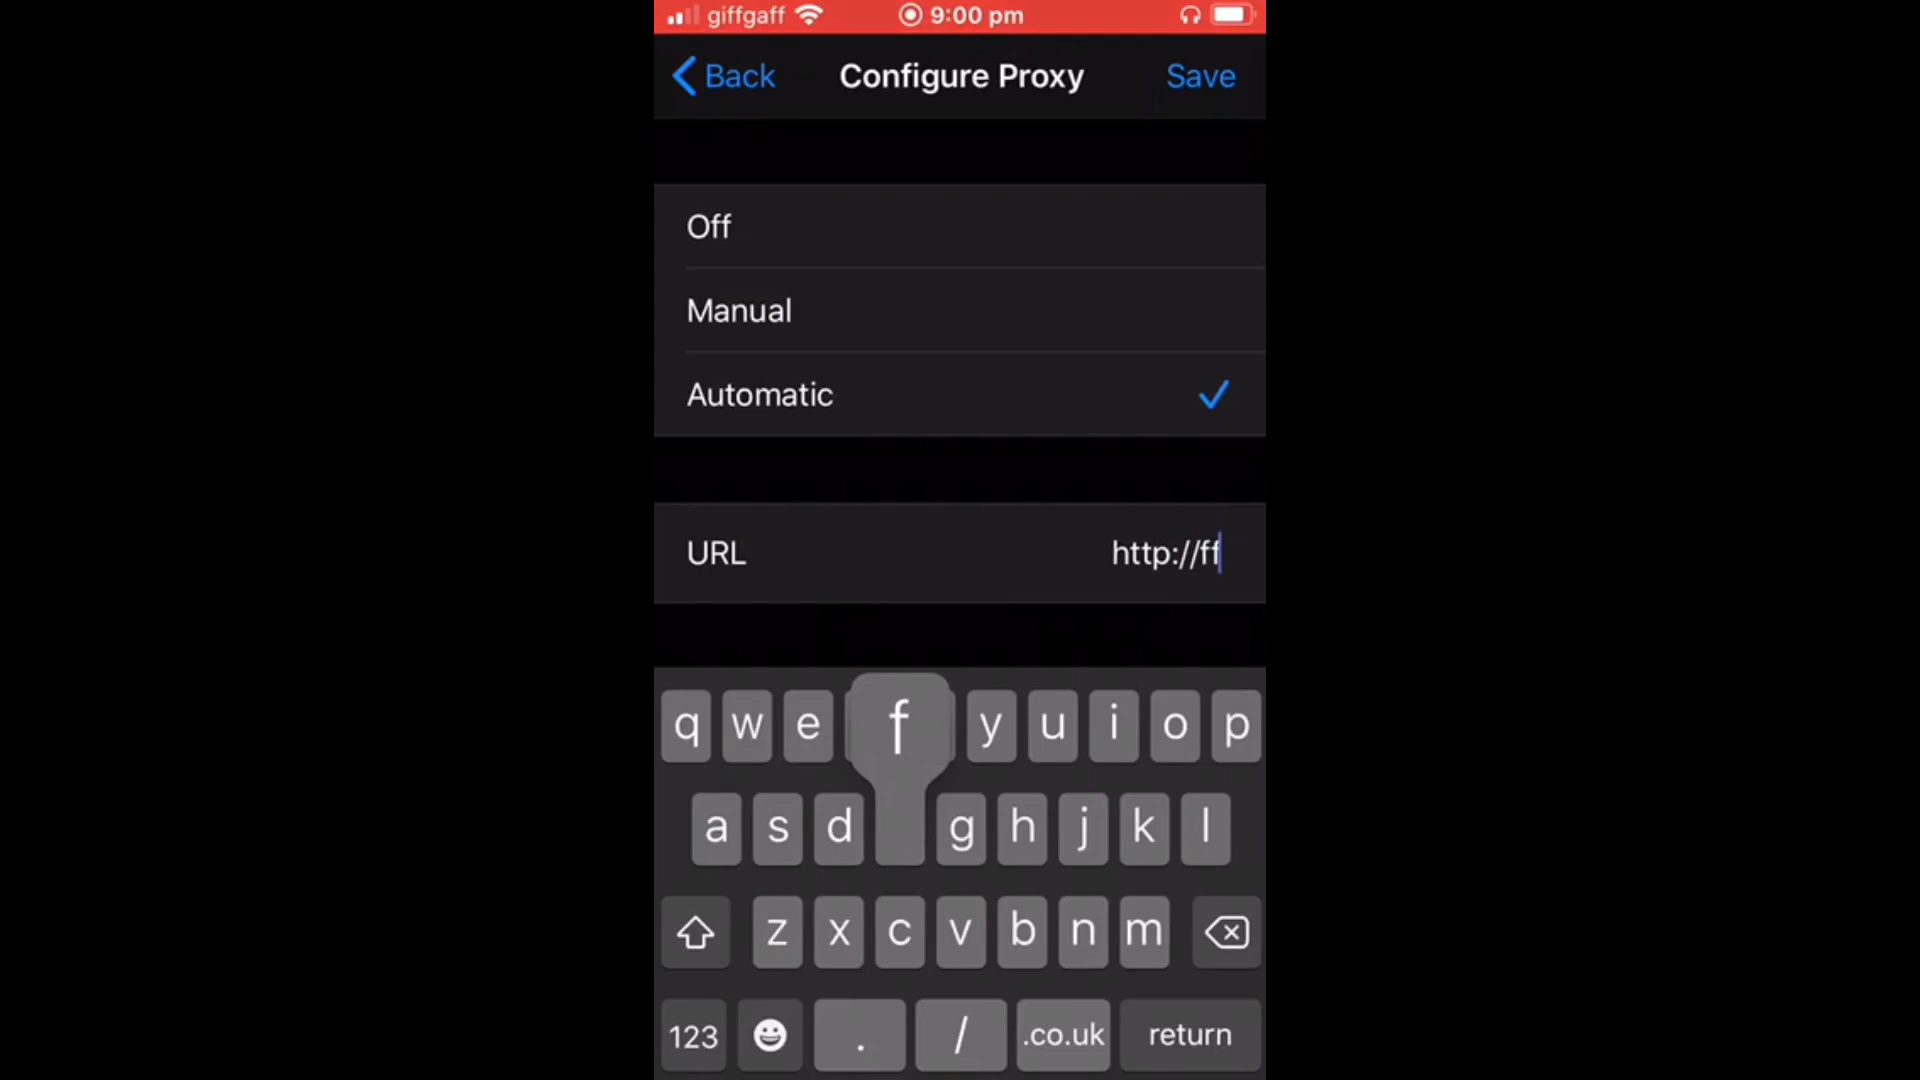 giffgaff 9:00 pm
Back Configure Proxy Save
Off
Manual
Automatic
URL http://ff
q w e f y u i o p
a s d g h j k l
z x c v b n m
123 . / .co.uk return